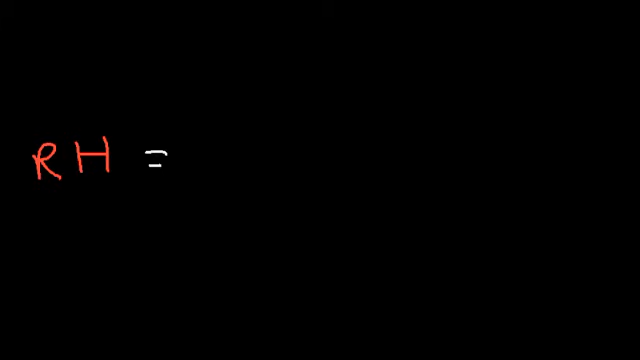 RH =